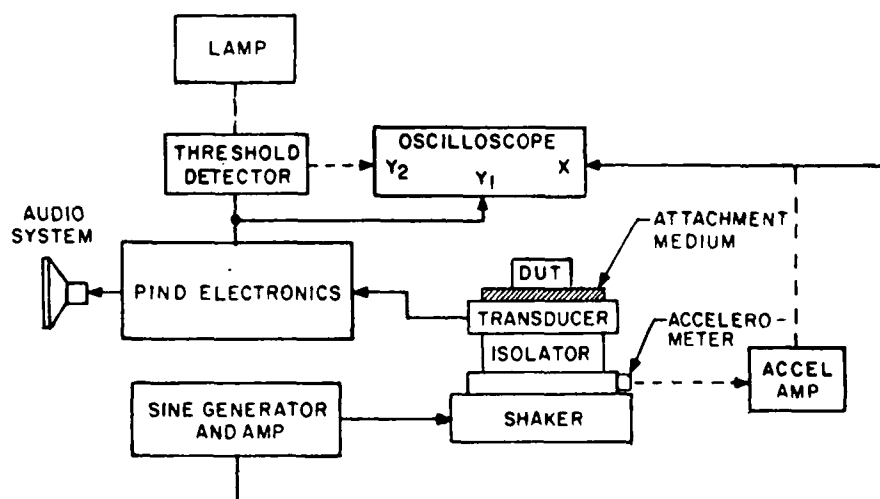 LAMP
THRESHOLD
DETECTOR
OSCILLOSCOPE
Y2
Y1
X
AUDIO
SYSTEM
PIND ELECTRONICS
ATTACHMENT
MEDIUM
DUT
TRANSDUCER
ACCELERO-
METER
ISOLATOR
ACCEL
AMP
SINE GENERATOR
AND AMP
SHAKER